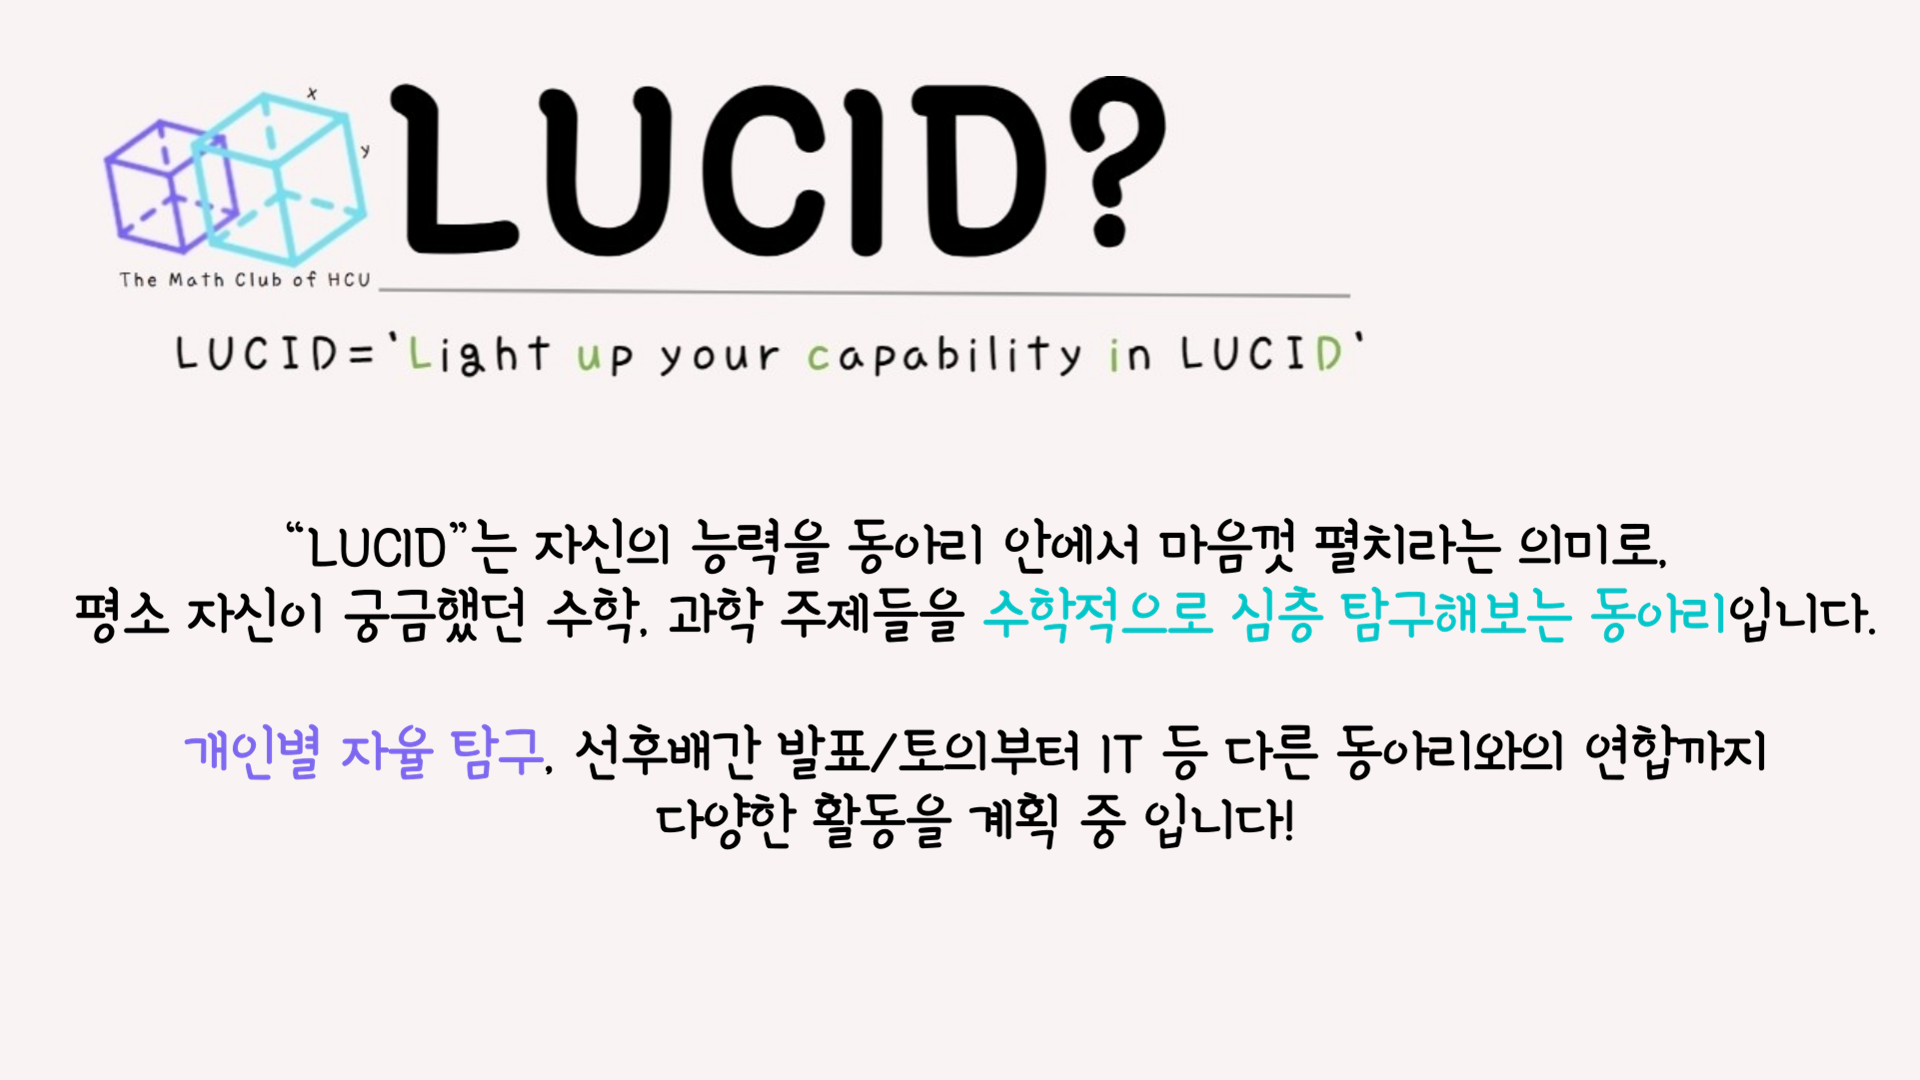 x
LUCID?
y
The Math Club of HCU
LUCID='Light up your capability in LUCID'
“LUCID”는 자신의 능력을 동아리 안에서 마음껏 펼치라는 의미로,
평소 자신이 궁금했던 수학, 과학 주제들을 수학적으로 심층 탐구해보는 동아리입니다.
개인별 자율 탐구, 선후배간 발표/토의부터 IT 등 다른 동아리와의 연합까지
다양한 활동을 계획 중 입니다!